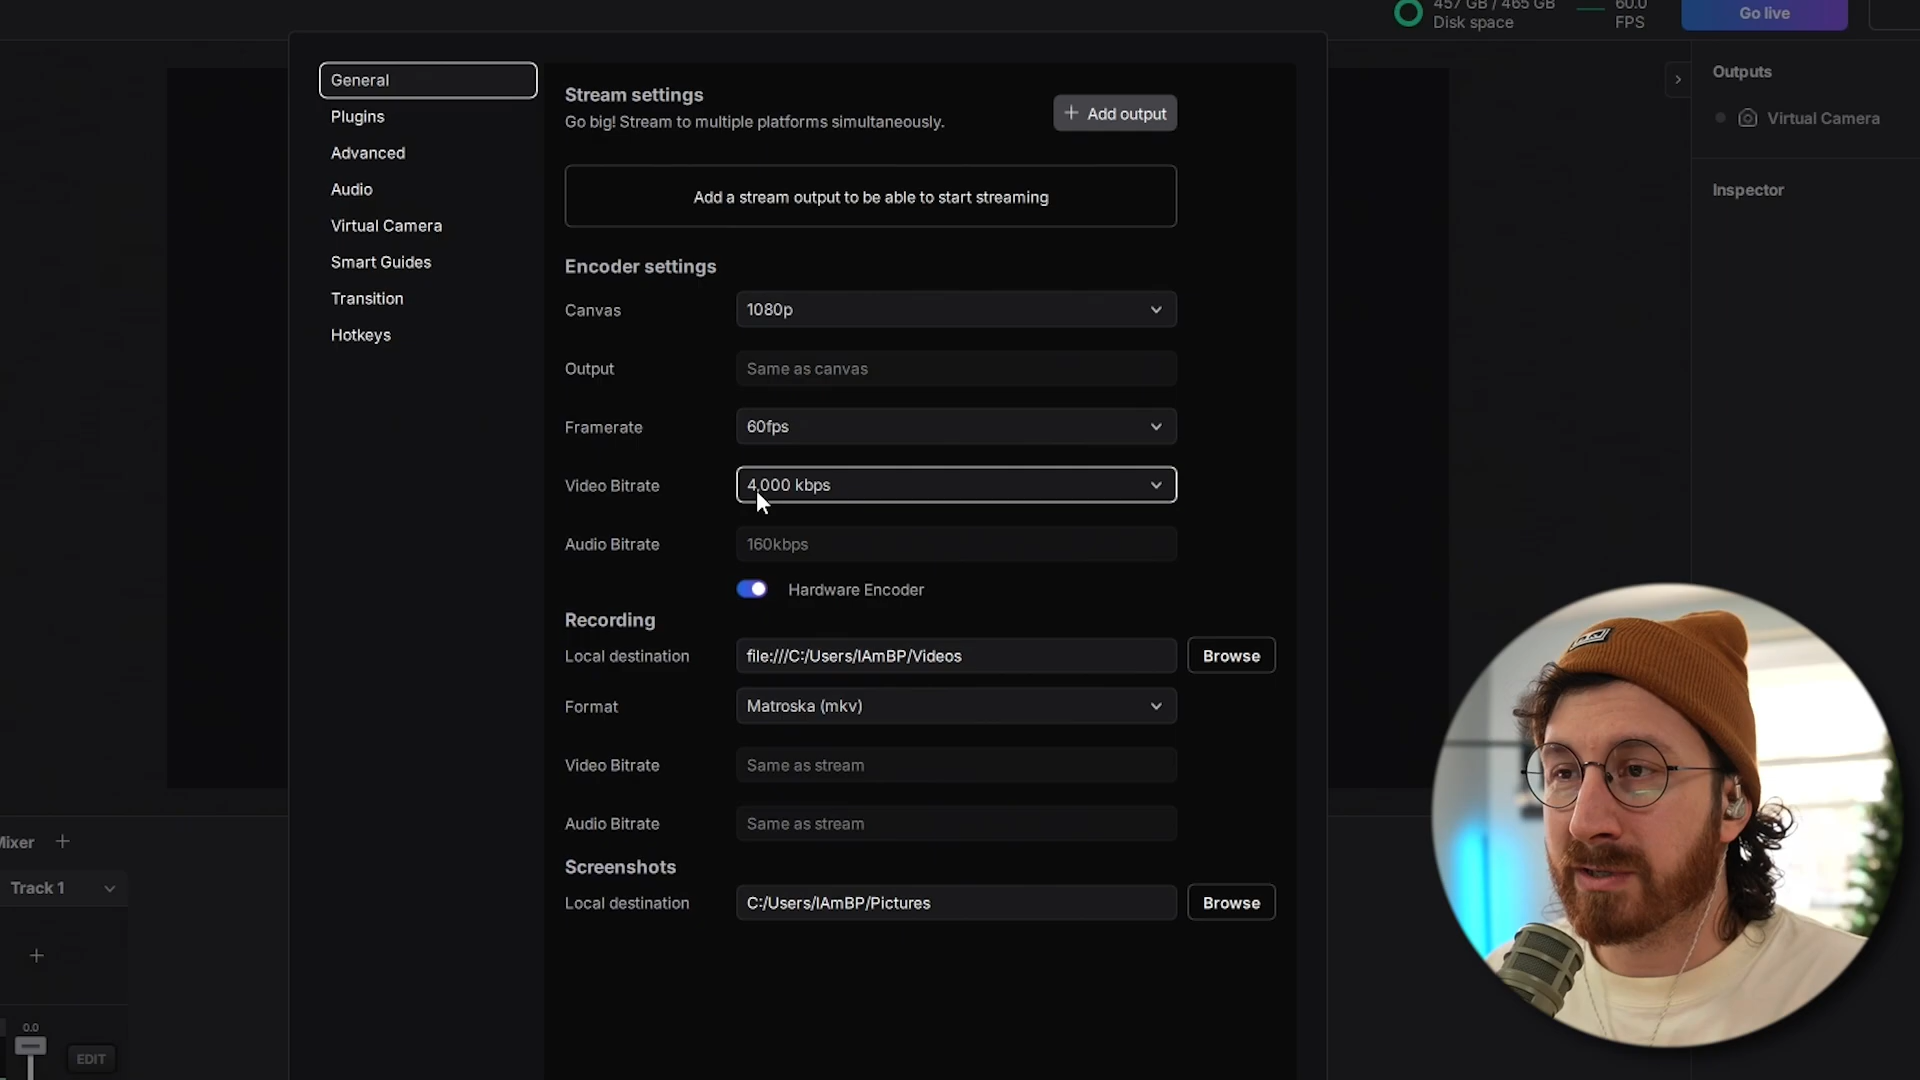 457 GB / 465 GB
Disk space
60.0
FPS
Go live
General
Plugins
Advanced
Audio
Virtual Camera
Smart Guides
Transition
Hotkeys
Stream settings
Go big! Stream to multiple platforms simultaneously.
+ Add output
Add a stream output to be able to start streaming
Encoder settings
Canvas
1080p
Output
Same as canvas
Framerate
60fps
Video Bitrate
4,000 kbps
Audio Bitrate
160kbps
Hardware Encoder
Recording
Local destination
file:///C:/Users/IAmBP/Videos
Browse
Format
Matroska (mkv)
Video Bitrate
Same as stream
Audio Bitrate
Same as stream
Screenshots
Local destination
C:/Users/IAmBP/Pictures
Browse
Outputs
Virtual Camera
Inspector
Mixer +
Track 1
+
0.0
EDIT